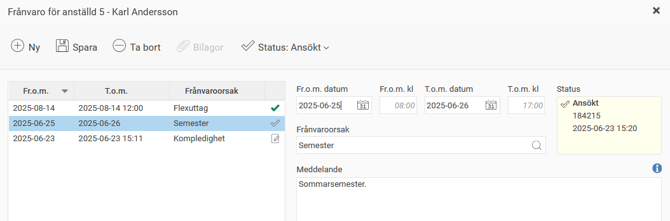 Frånvaro för anställd 5 - Karl Andersson
Ny Spara Ta bort Bilagor Status: Ansökt
Fr.o.m. T.o.m. Frånvaroorsak
2025-08-14 2025-08-14 12:00 Flexuttag
2025-06-25 2025-06-26 Semester
2025-06-23 2025-06-23 15:11 Kompledighet
Fr.o.m. datum Fr.o.m. kl T.o.m. datum T.o.m. kl
2025-06-25 31 08:00 2025-06-26 31 17:00
Frånvaroorsak
Semester
Meddelande
Sommarsemester.
Status
Ansökt
184215
2025-06-23 15:20